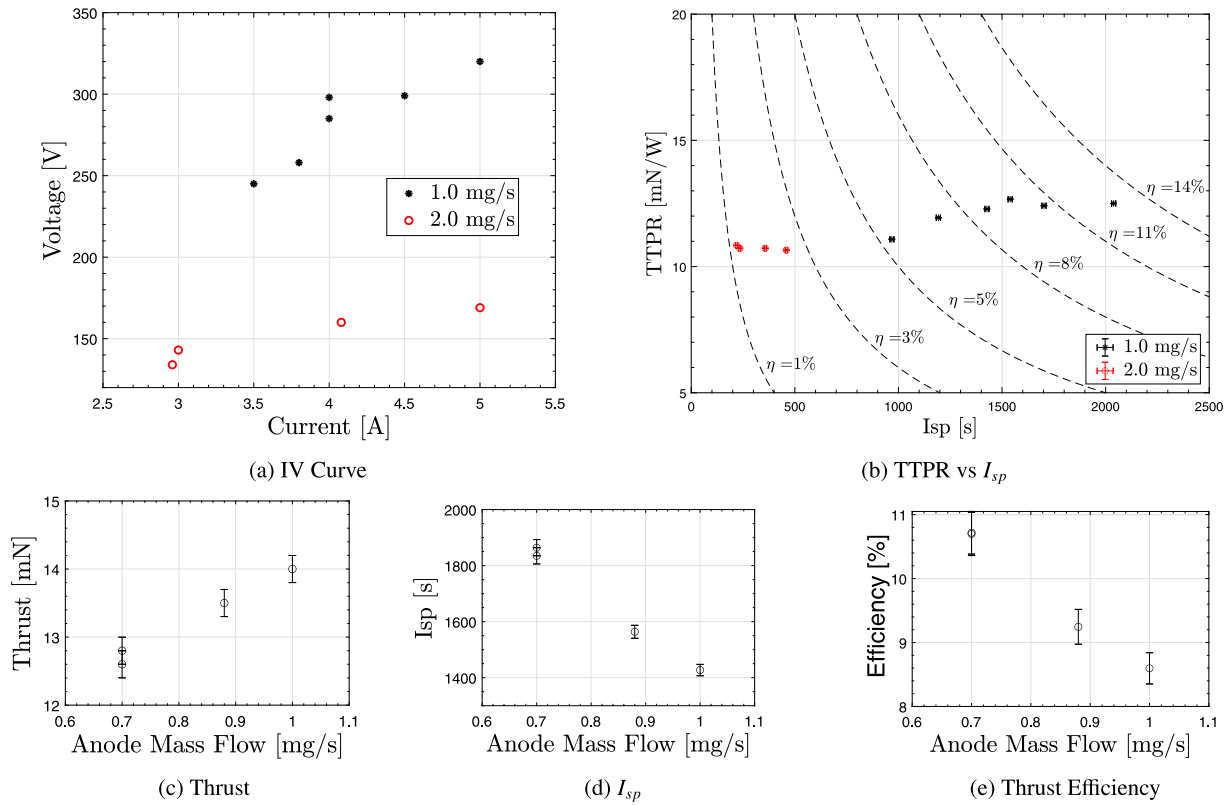 350
300
250
200
150
Voltage [V]
1.0 mg/s
2.0 mg/s
2.5 3 3.5 4 4.5 5 5.5
Current [A]
(a) IV Curve
20
15
10
5
TTPR [mN/W]
η =14%
η =11%
η =8%
η =5%
η =3%
η =1%
1.0 mg/s
2.0 mg/s
0 500 1000 1500 2000 2500
Isp [s]
(b) TTPR vs Isp
15
14
13
12
Thrust [mN]
0.6 0.7 0.8 0.9 1 1.1
Anode Mass Flow [mg/s]
(c) Thrust
2000
1800
1600
1400
Isp [s]
0.6 0.7 0.8 0.9 1 1.1
Anode Mass Flow [mg/s]
(d) Isp
11
10
9
8
Efficiency [%]
0.6 0.7 0.8 0.9 1 1.1
Anode Mass Flow [mg/s]
(e) Thrust Efficiency